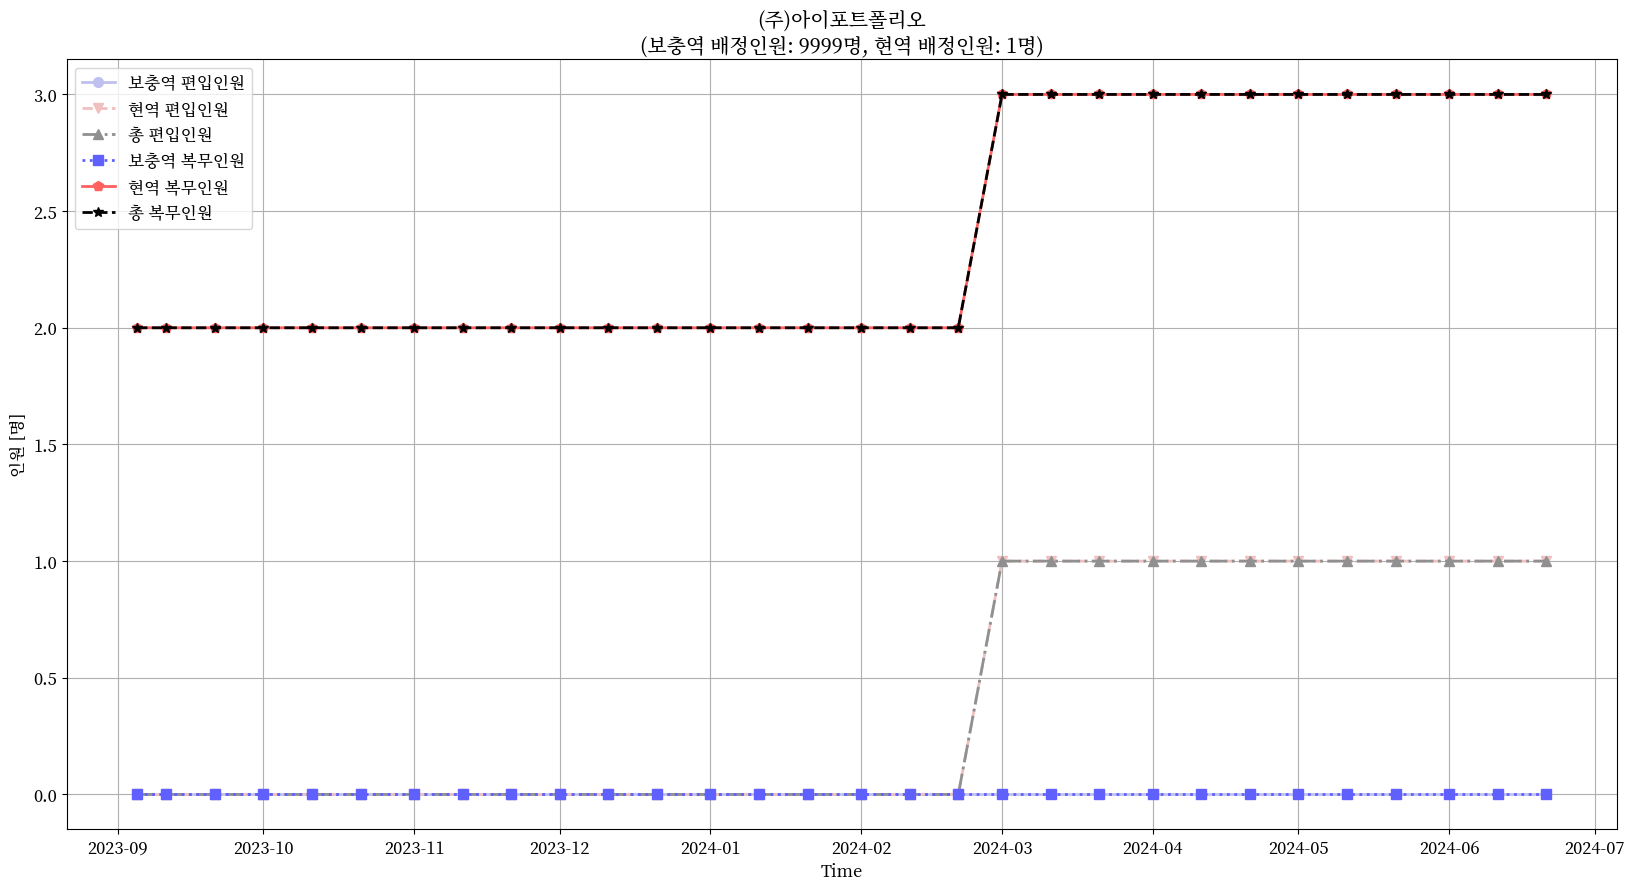 (주)아이포트폴리오
(보충역 배정인원: 9999명, 현역 배정인원: 1명)
보충역 편입인원
현역 편입인원
총 편입인원
보충역 복무인원
현역 복무인원
총 복무인원
인원 [명]
3.0
2.5
2.0
1.5
1.0
0.5
0.0
2023-09 2023-10 2023-11 2023-12 2024-01 2024-02 2024-03 2024-04 2024-05 2024-06 2024-07
Time